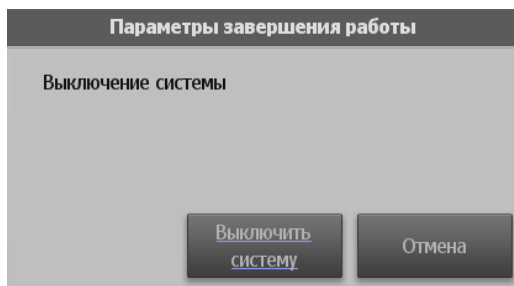 Параметры завершения работы
Выключение системы
Выключить
систему
Отмена